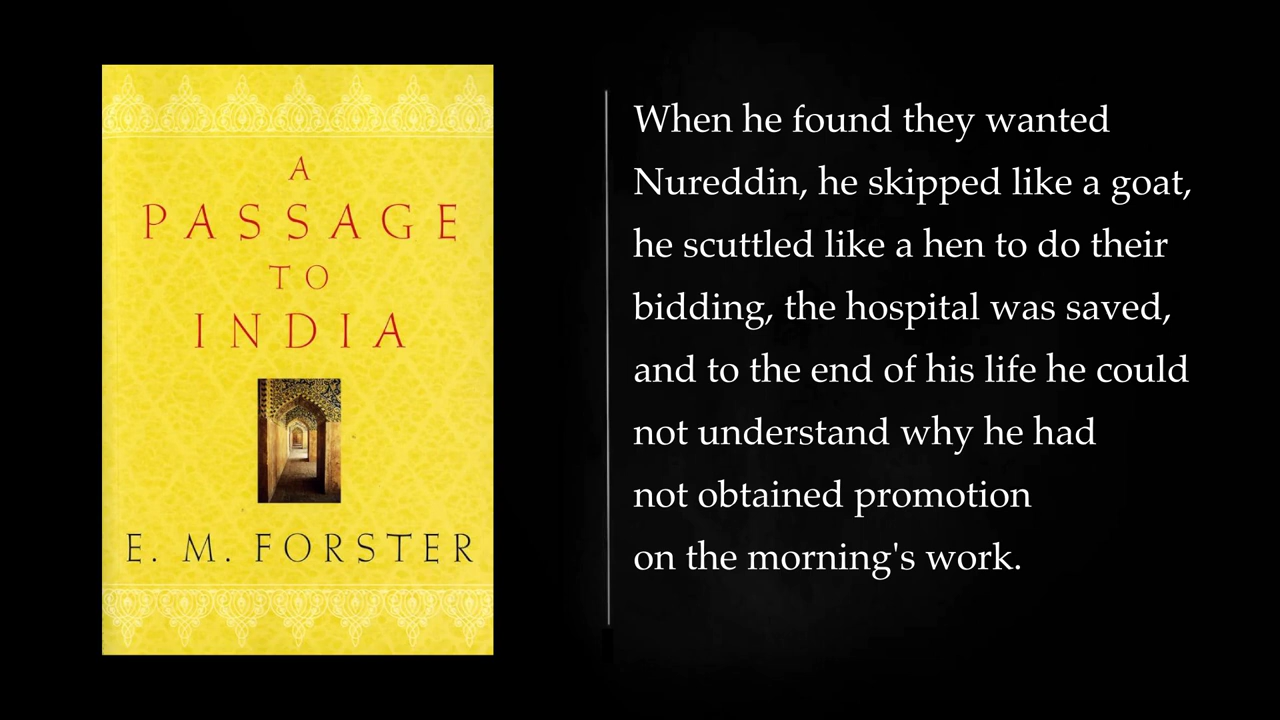 A
PASSAGE
TO
INDIA
E. M. FORSTER
When he found they wanted
Nureddin, he skipped like a goat,
he scuttled like a hen to do their
bidding, the hospital was saved,
and to the end of his life he could
not understand why he had
not obtained promotion
on the morning's work.